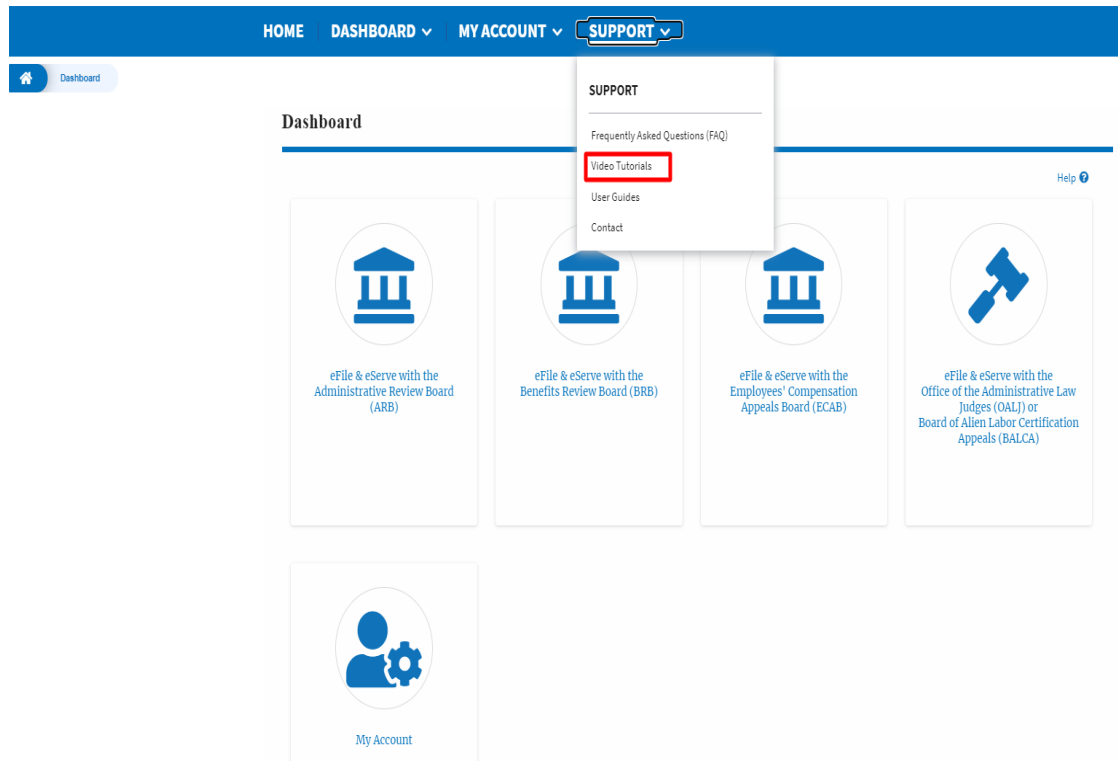 HOME DASHBOARD MY ACCOUNT SUPPORT
Dashboard
SUPPORT
Frequently Asked Questions (FAQ)
Video Tutorials
User Guides
Contact
Dashboard
Help
eFile & eServe with the
Administrative Review Board
(ARB)
eFile & eServe with the
Benefits Review Board (BRB)
eFile & eServe with the
Employees' Compensation
Appeals Board (ECAB)
eFile & eServe with the
Office of the Administrative Law
Judges (OALJ) or
Board of Alien Labor Certification
Appeals (BALCA)
My Account